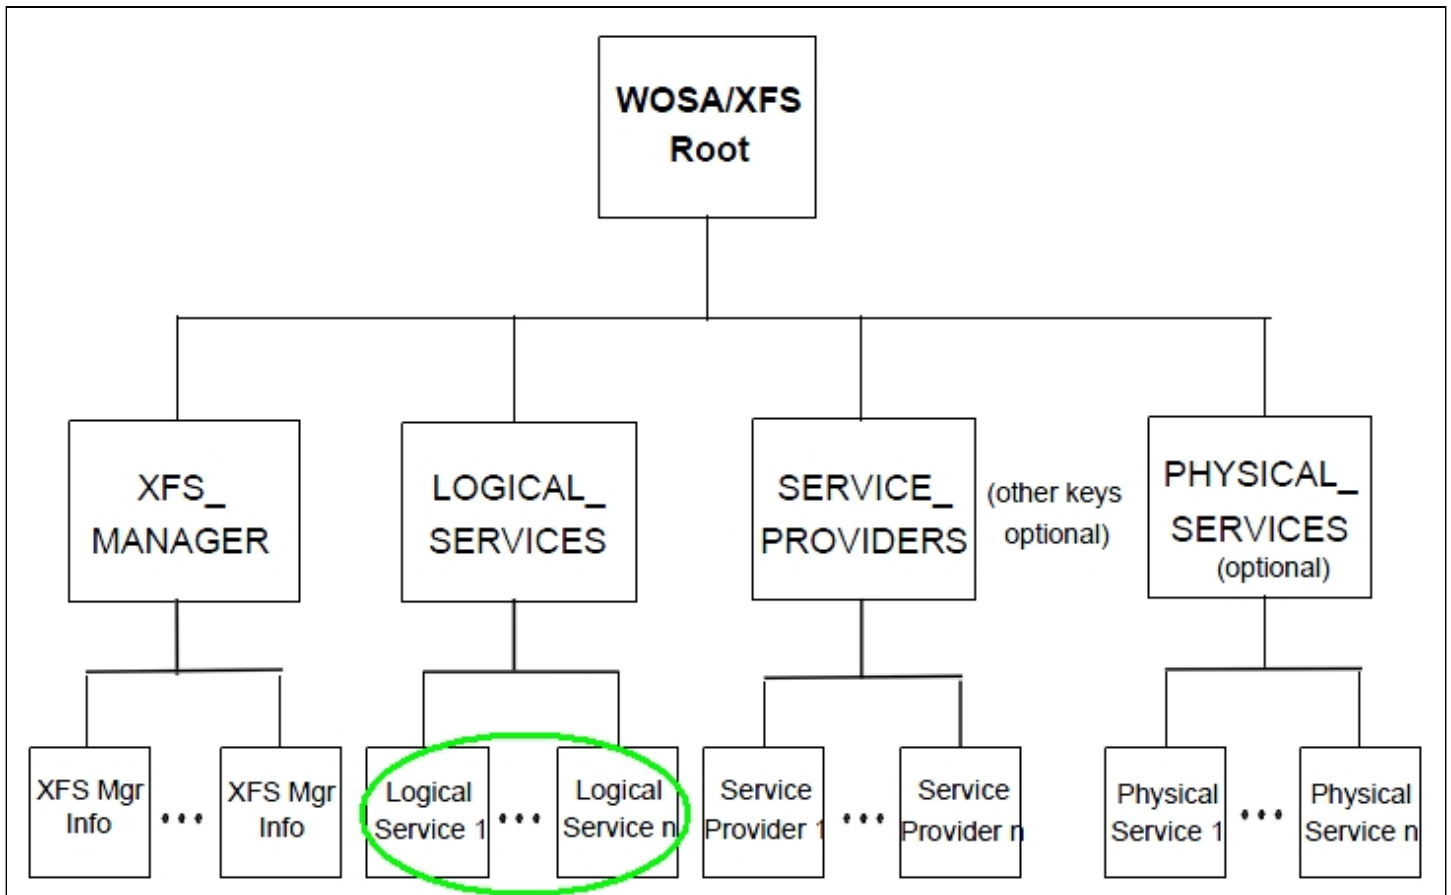 WOSA/XFS
Root
XFS_
MANAGER
LOGICAL_
SERVICES
SERVICE_
PROVIDERS
(other keys
optional)
PHYSICAL_
SERVICES
(optional)
XFS Mgr
Info
...
XFS Mgr
Info
Logical
Service 1
...
Logical
Service n
Service
Provider 1
...
Service
Provider n
Physical
Service 1
...
Physical
Service n